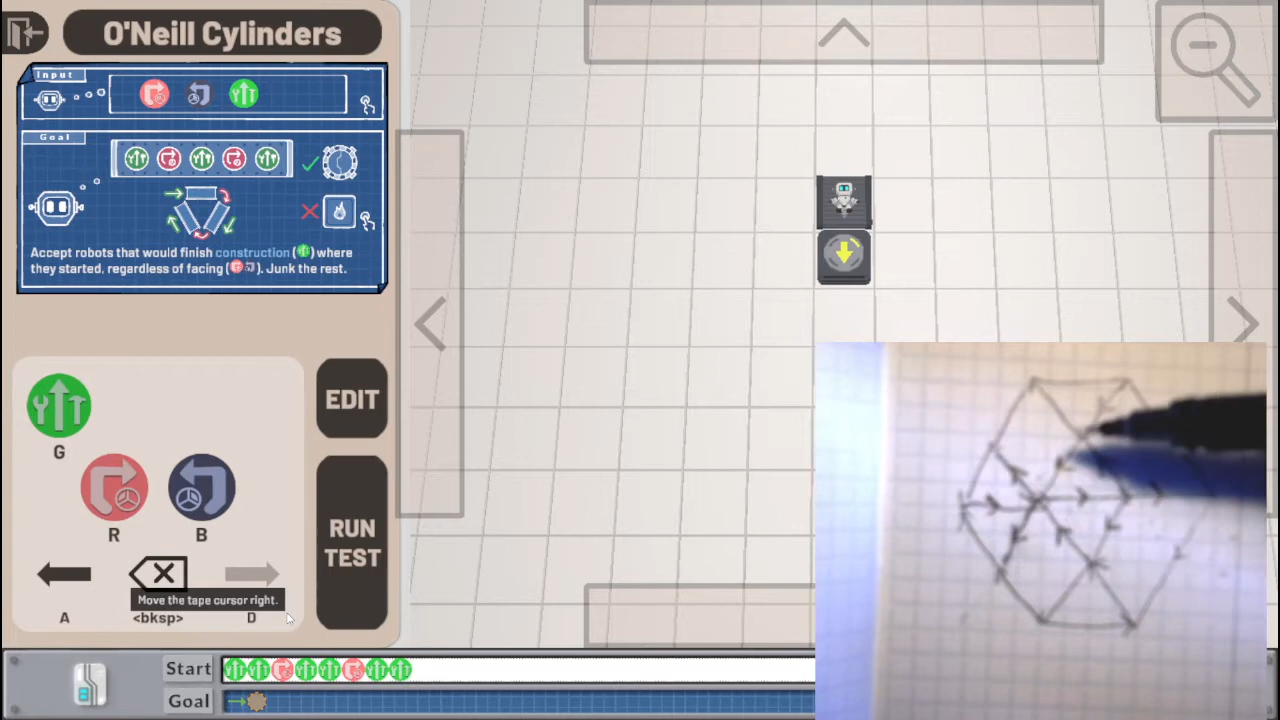 O'Neill Cylinders
Input
Goal
Accept robots that would finish construction ( ) where
they started, regardless of facing ( ). Junk the rest.
G
R
B
EDIT
RUN
TEST
Move the tape cursor right.
A
<bksp>
D
Start
Goal